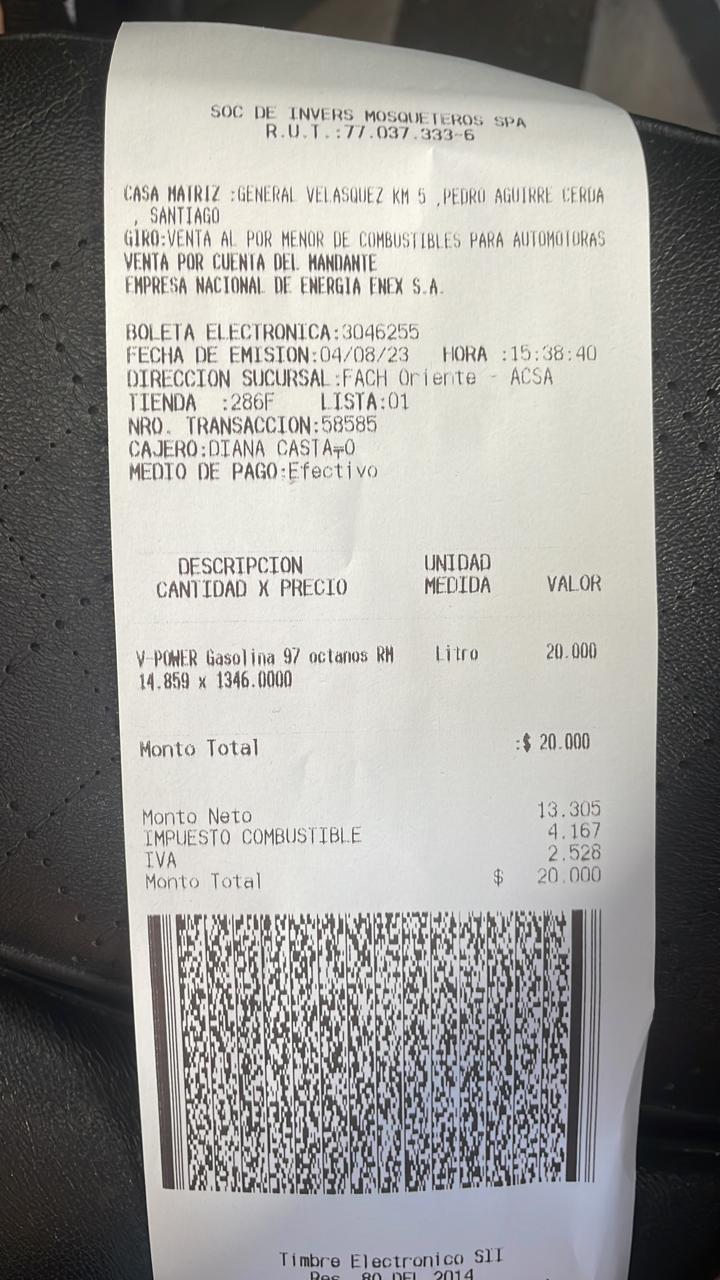 SOC DE INVERS MOSQUETEROS SPA
R.U.T.:77.037.333-6
CASA MATRIZ :GENERAL VELASQUEZ KM 5 ,PEDRO AGUIRRE CERDA
, SANTIAGO
GIRO:VENTA AL POR MENOR DE COMBUSTIBLES PARA AUTOMOTORAS
VENTA POR CUENTA DEL MANDANTE
EMPRESA NACIONAL DE ENERGIA ENEX S.A.
BOLETA ELECTRONICA:3046255
FECHA DE EMISION:04/08/23 HORA :15:38:40
DIRECCION SUCURSAL:FACH Oriente - ACSA
TIENDA :286F LISTA:01
NRO. TRANSACCION:58585
CAJERO:DIANA CASTA╤O
MEDIO DE PAGO:Efectivo
DESCRIPCION UNIDAD
CANTIDAD X PRECIO MEDIDA VALOR
V-POWER Gasolina 97 octanos RM Litro 20.000
14.859 x 1346.0000
Monto Total :$ 20.000
Monto Neto 13.305
IMPUESTO COMBUSTIBLE 4.167
IVA 2.528
Monto Total $ 20.000
Timbre Electronico SII
Res. 80 DEL 2014